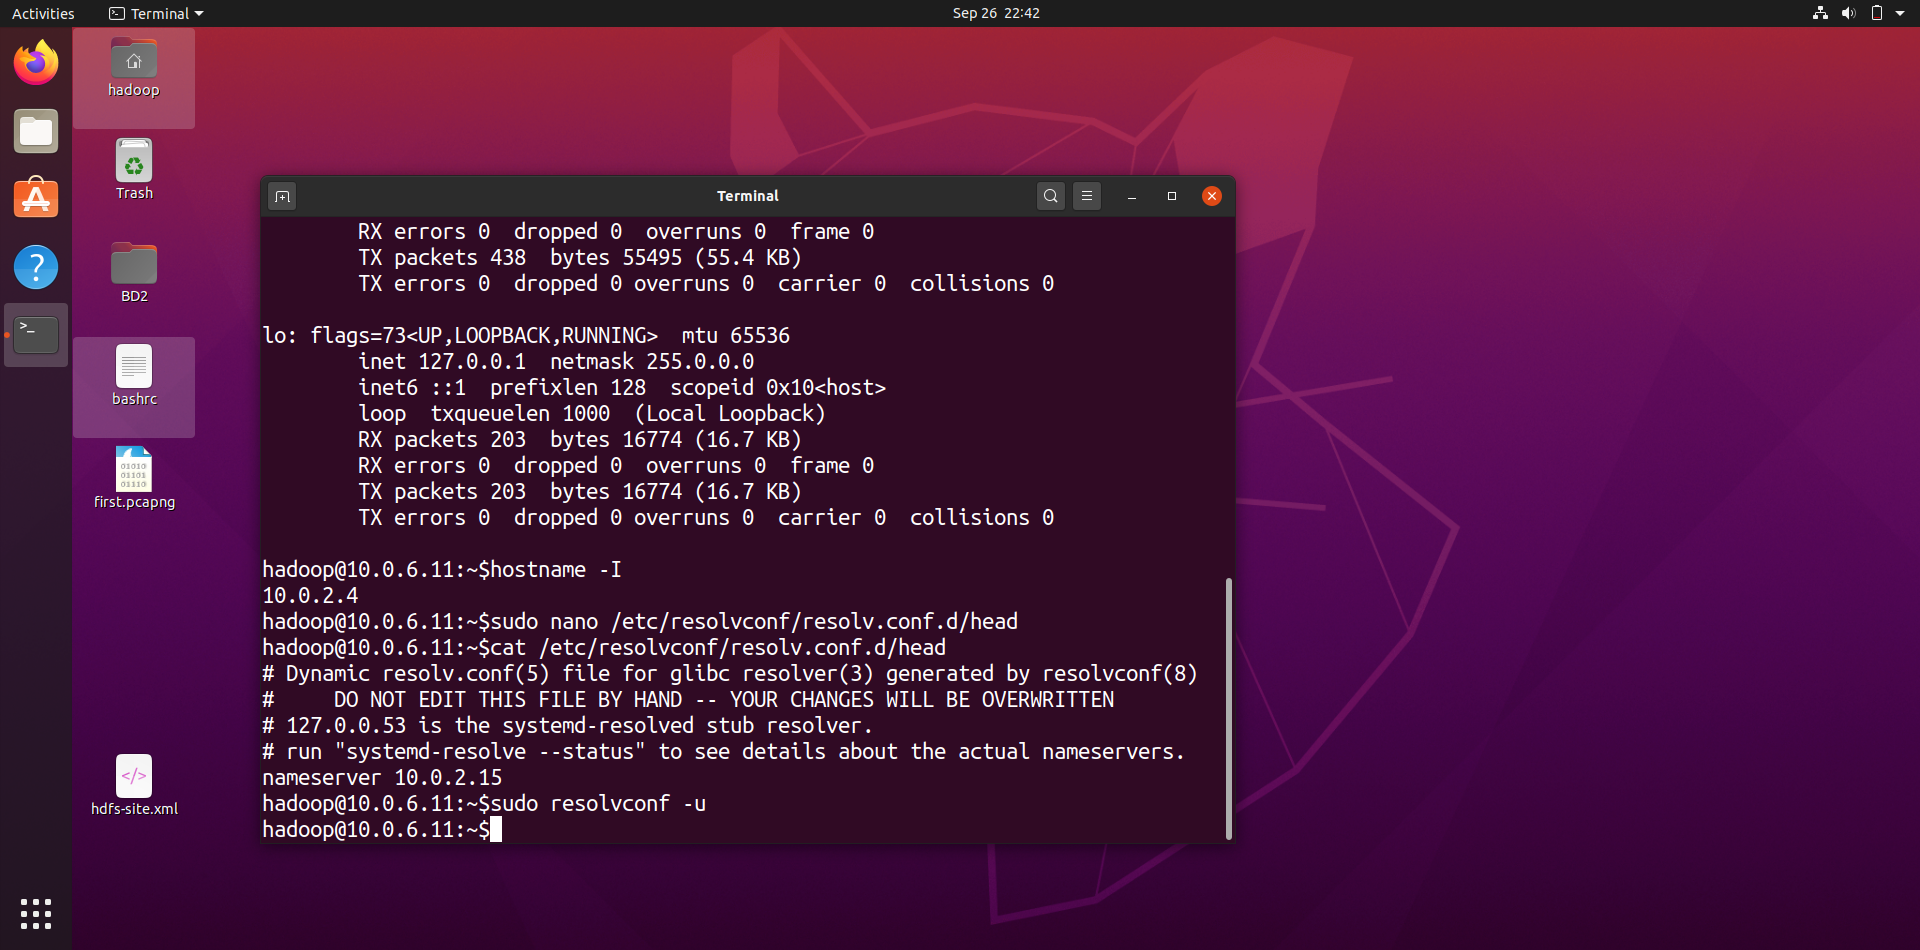 Activities
Terminal
Sep 26 22:42
hadoop
Trash
BD2
bashrc
01010
01101
01110
first.pcapng
</>
hdfs-site.xml
>_
?
Terminal
RX errors 0  dropped 0  overruns 0  frame 0
TX packets 438  bytes 55495 (55.4 KB)
TX errors 0  dropped 0 overruns 0  carrier 0  collisions 0
lo: flags=73<UP,LOOPBACK,RUNNING>  mtu 65536
inet 127.0.0.1  netmask 255.0.0.0
inet6 ::1  prefixlen 128  scopeid 0x10<host>
loop  txqueuelen 1000  (Local Loopback)
RX packets 203  bytes 16774 (16.7 KB)
RX errors 0  dropped 0  overruns 0  frame 0
TX packets 203  bytes 16774 (16.7 KB)
TX errors 0  dropped 0 overruns 0  carrier 0  collisions 0
hadoop@10.0.6.11:~$hostname -I
10.0.2.4
hadoop@10.0.6.11:~$sudo nano /etc/resolvconf/resolv.conf.d/head
hadoop@10.0.6.11:~$cat /etc/resolvconf/resolv.conf.d/head
# Dynamic resolv.conf(5) file for glibc resolver(3) generated by resolvconf(8)
#     DO NOT EDIT THIS FILE BY HAND -- YOUR CHANGES WILL BE OVERWRITTEN
# 127.0.0.53 is the systemd-resolved stub resolver.
# run "systemd-resolve --status" to see details about the actual nameservers.
nameserver 10.0.2.15
hadoop@10.0.6.11:~$sudo resolvconf -u
hadoop@10.0.6.11:~$